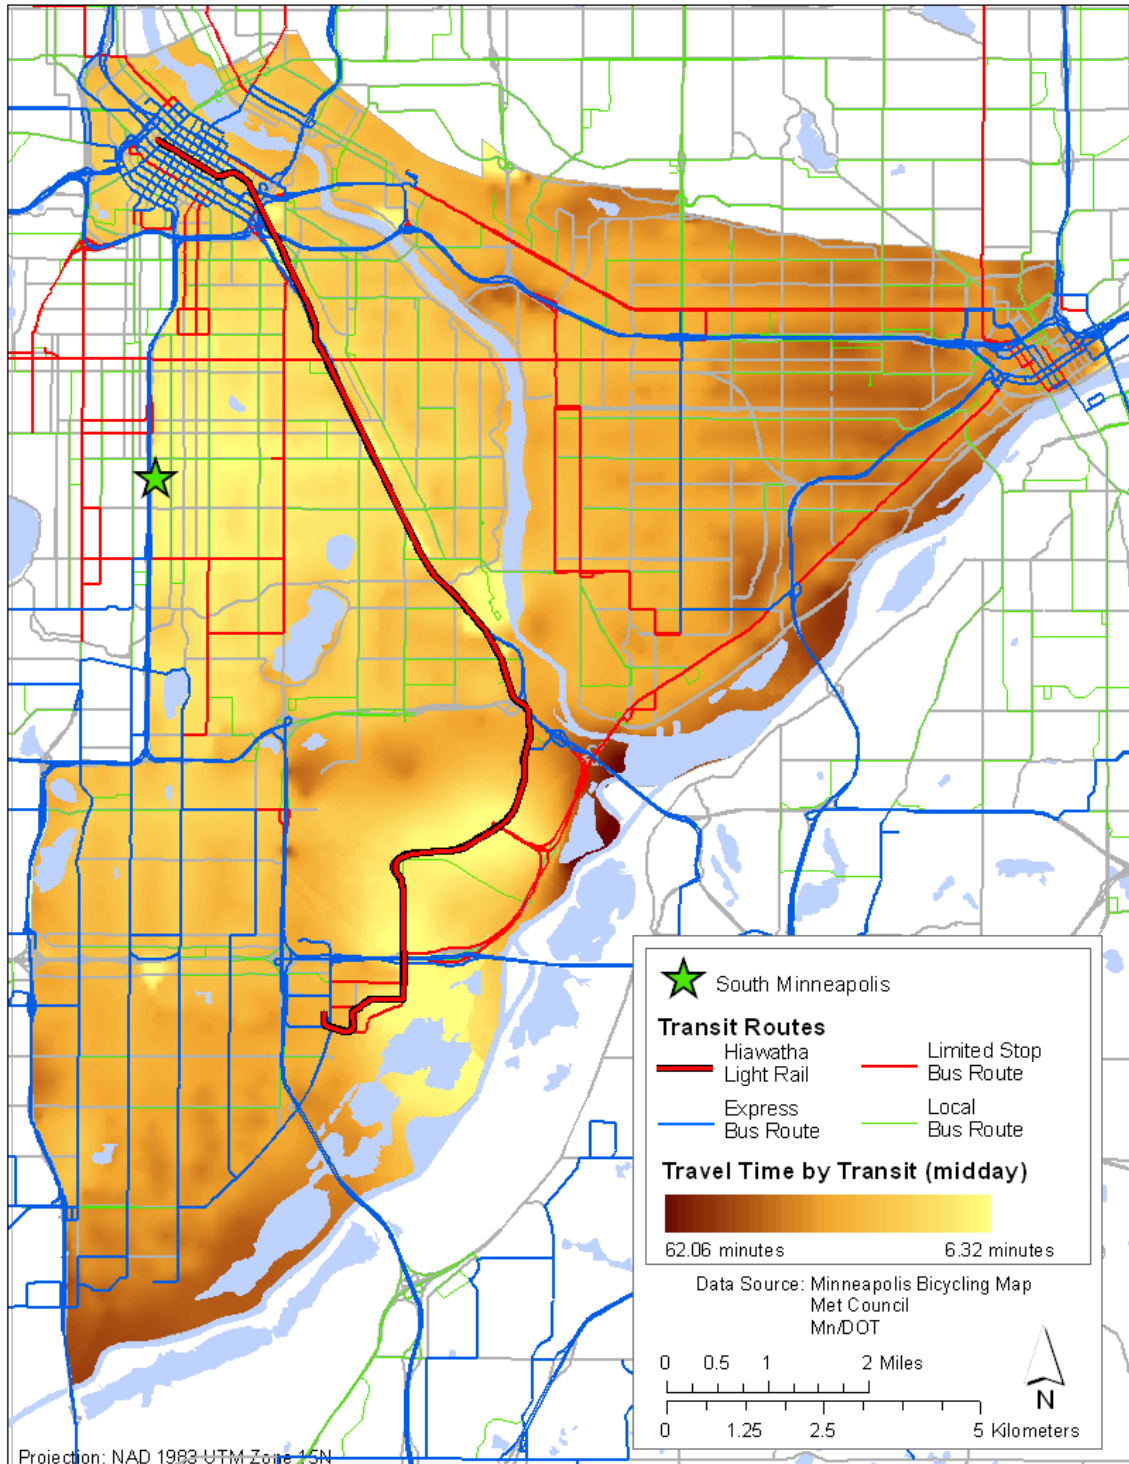 South Minneapolis
Transit Routes
Hiawatha
Light Rail
Limited Stop
Bus Route
Express
Bus Route
Local
Bus Route
Travel Time by Transit (midday)
62.06 minutes 6.32 minutes
Data Source: Minneapolis Bicycling Map
Met Council
Mn/DOT
0 0.5 1 2 Miles
0 1.25 2.5 5 Kilometers
N
Projection: NAD 1983 UTM Zone 15N